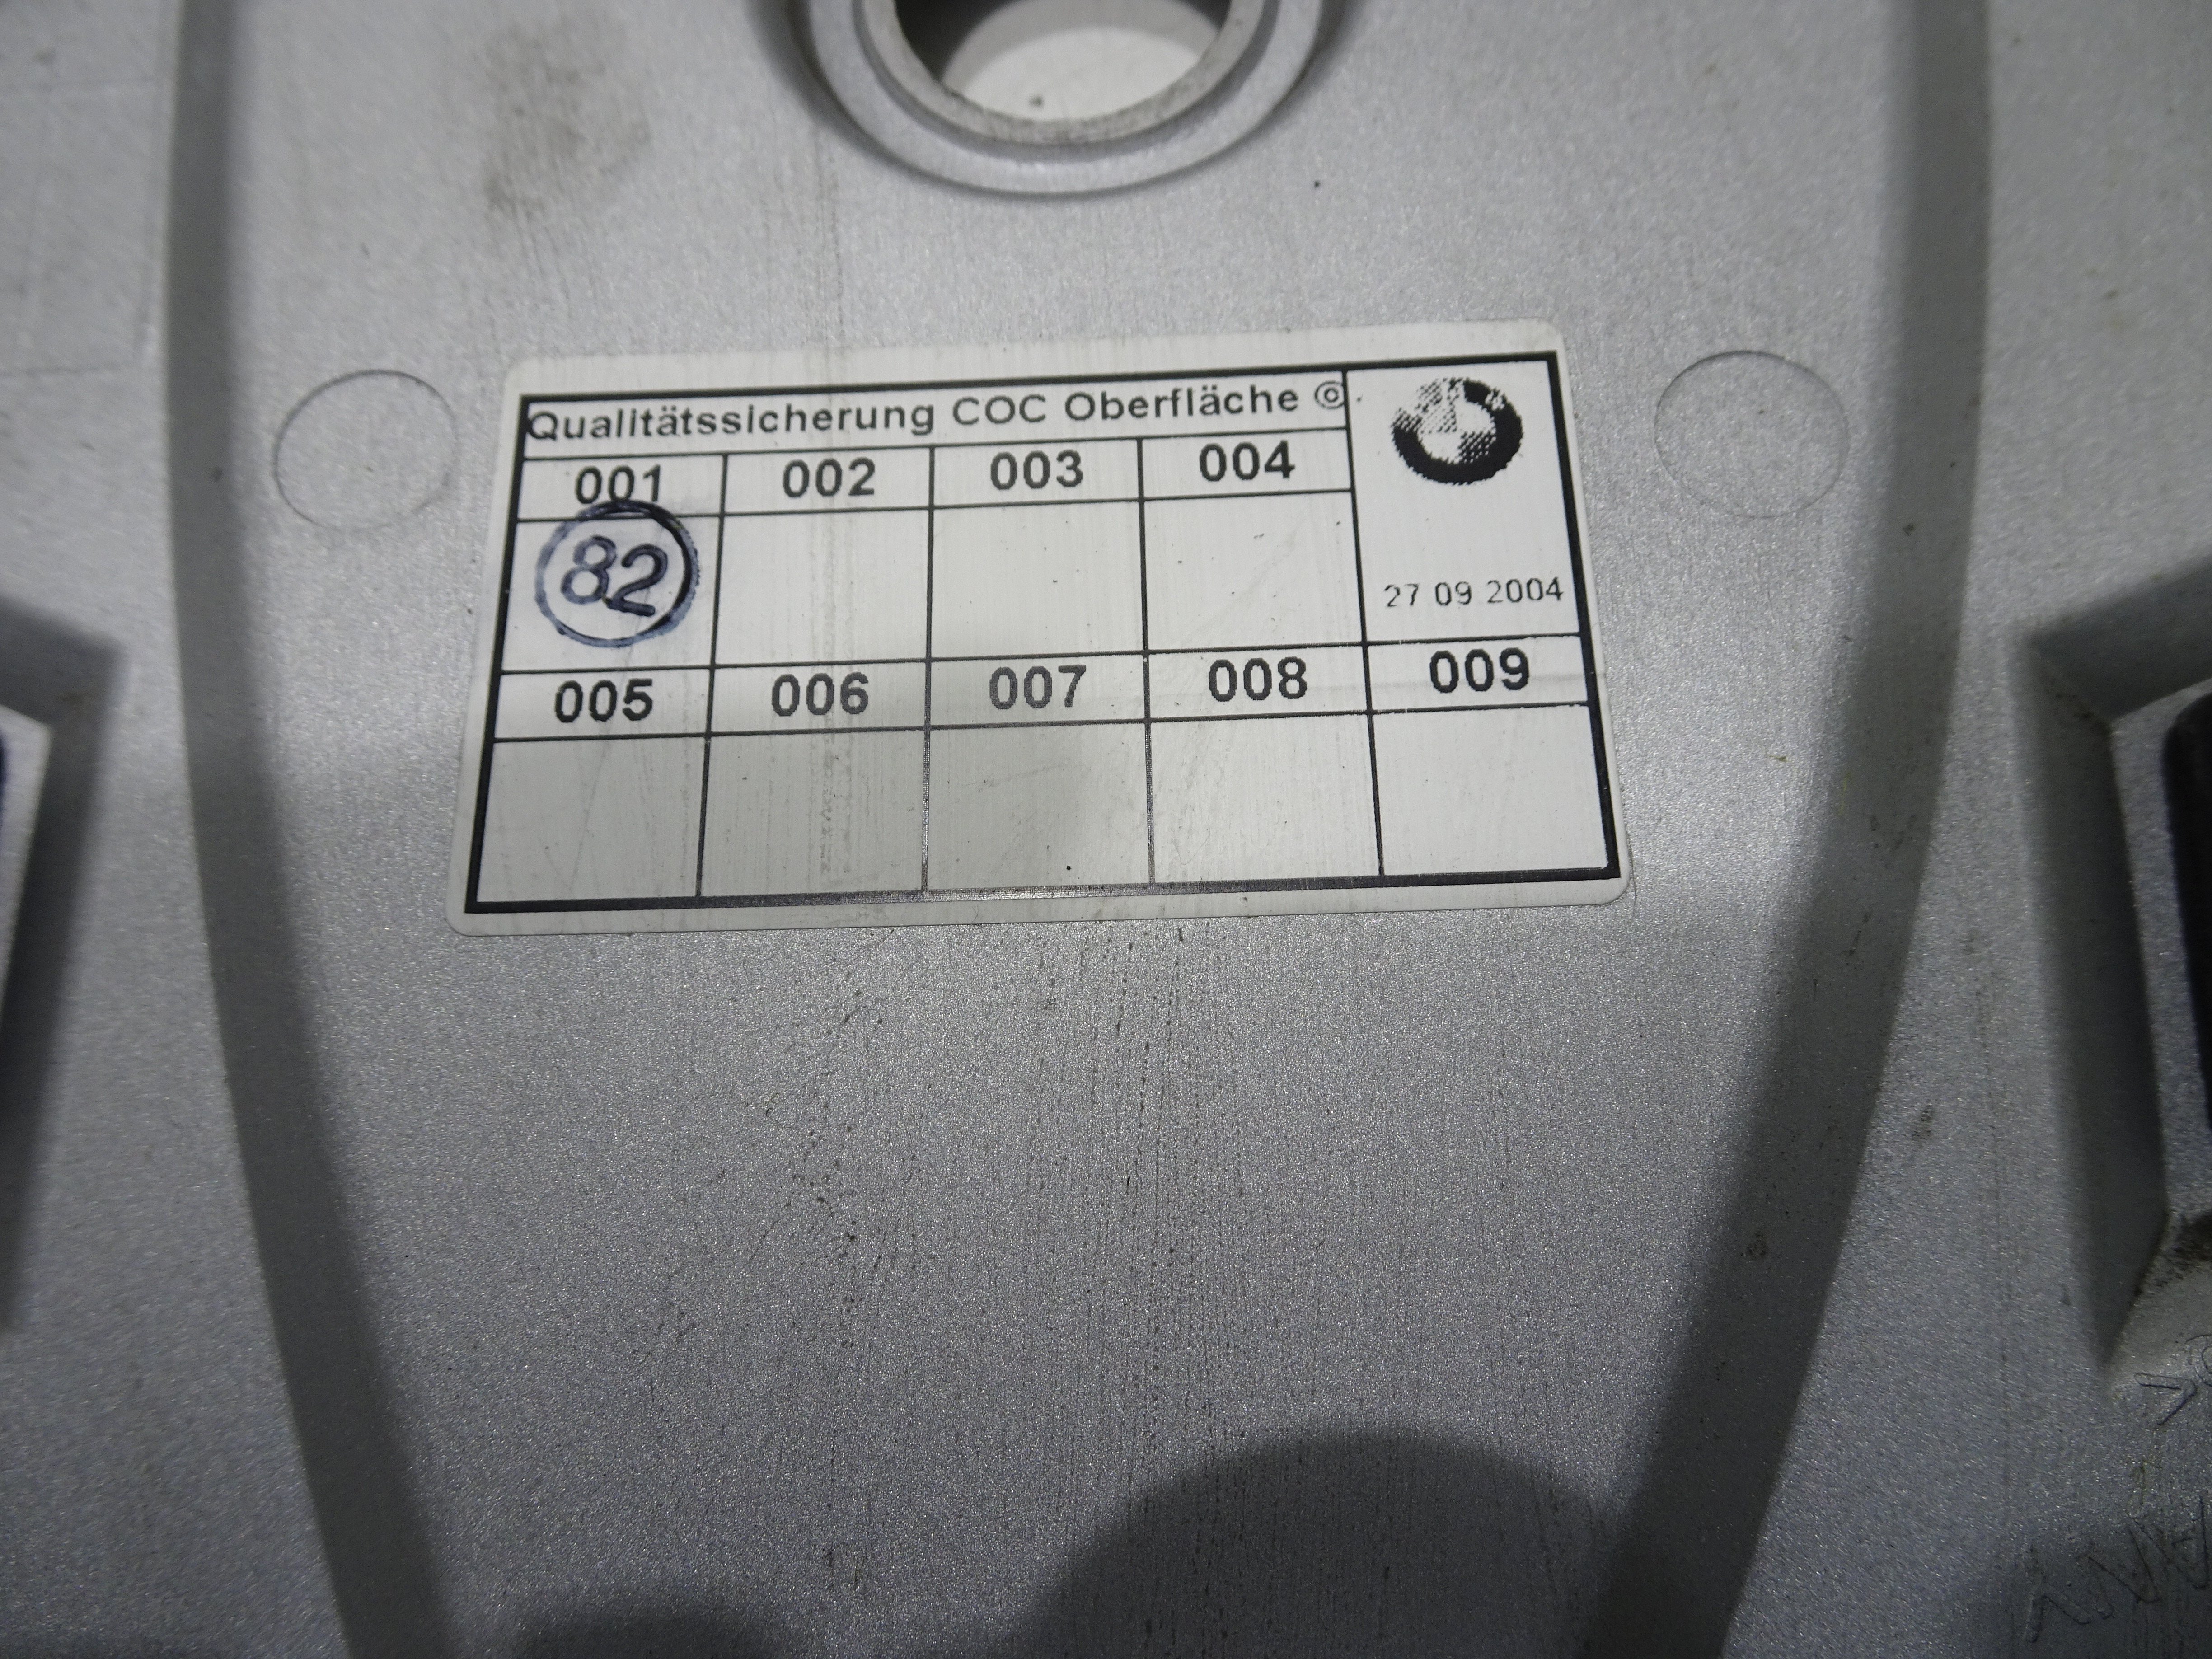 Qualitätssicherung COC Oberfläche ©
001 002 003 004
82
27 09 2004
005 006 007 008 009